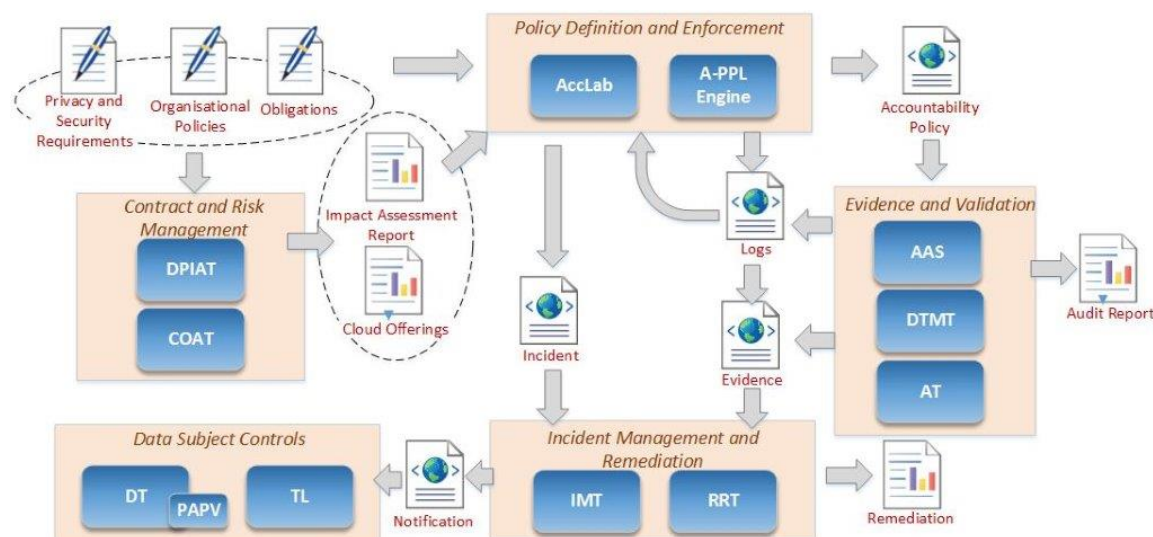 Policy Definition and Enforcement
AccLab
A-PPL
Engine
Privacy and
Security
Requirements
Organisational
Policies
Obligations
Accountability
Policy
Contract and Risk
Management
DPIAT
COAT
Impact Assessment
Report
Cloud Offerings
Logs
Evidence and Validation
AAS
DTMT
AT
Audit Report
Incident
Evidence
Data Subject Controls
DT
PAPV
TL
Notification
Incident Management and
Remediation
IMT
RRT
Remediation